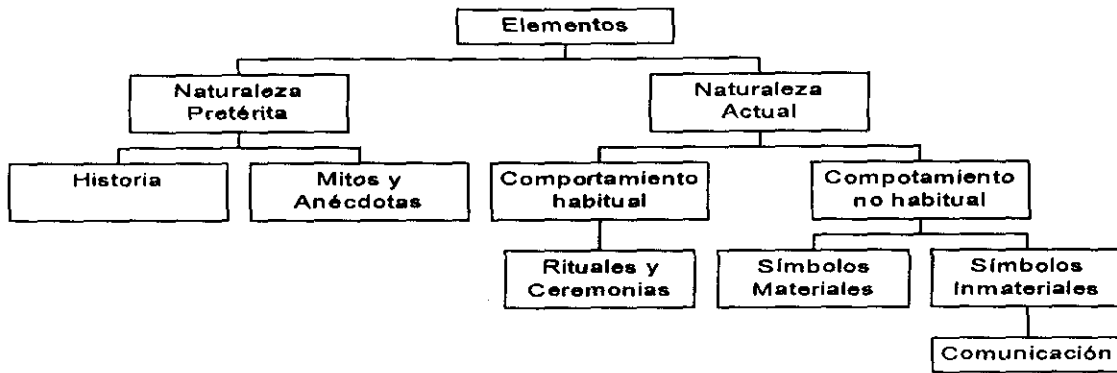 Elementos
Naturaleza
Pretérita
Naturaleza
Actual
Historia
Mitos y
Anécdotas
Comportamiento
habitual
Compotamiento
no habitual
Rituales y
Ceremonias
Símbolos
Materiales
Símbolos
Inmateriales
Comunicación